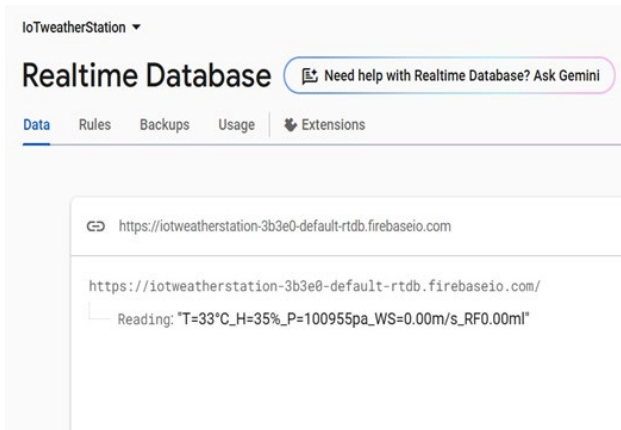 IoTweatherStation
Realtime Database
Need help with Realtime Database? Ask Gemini
Data Rules Backups Usage Extensions
https://iotweatherstation-3b3e0-default-rtdb.firebaseio.com
https://iotweatherstation-3b3e0-default-rtdb.firebaseio.com/
Reading: "T=33°C_H=35%_P=100955pa_WS=0.00m/s_RF0.00ml"